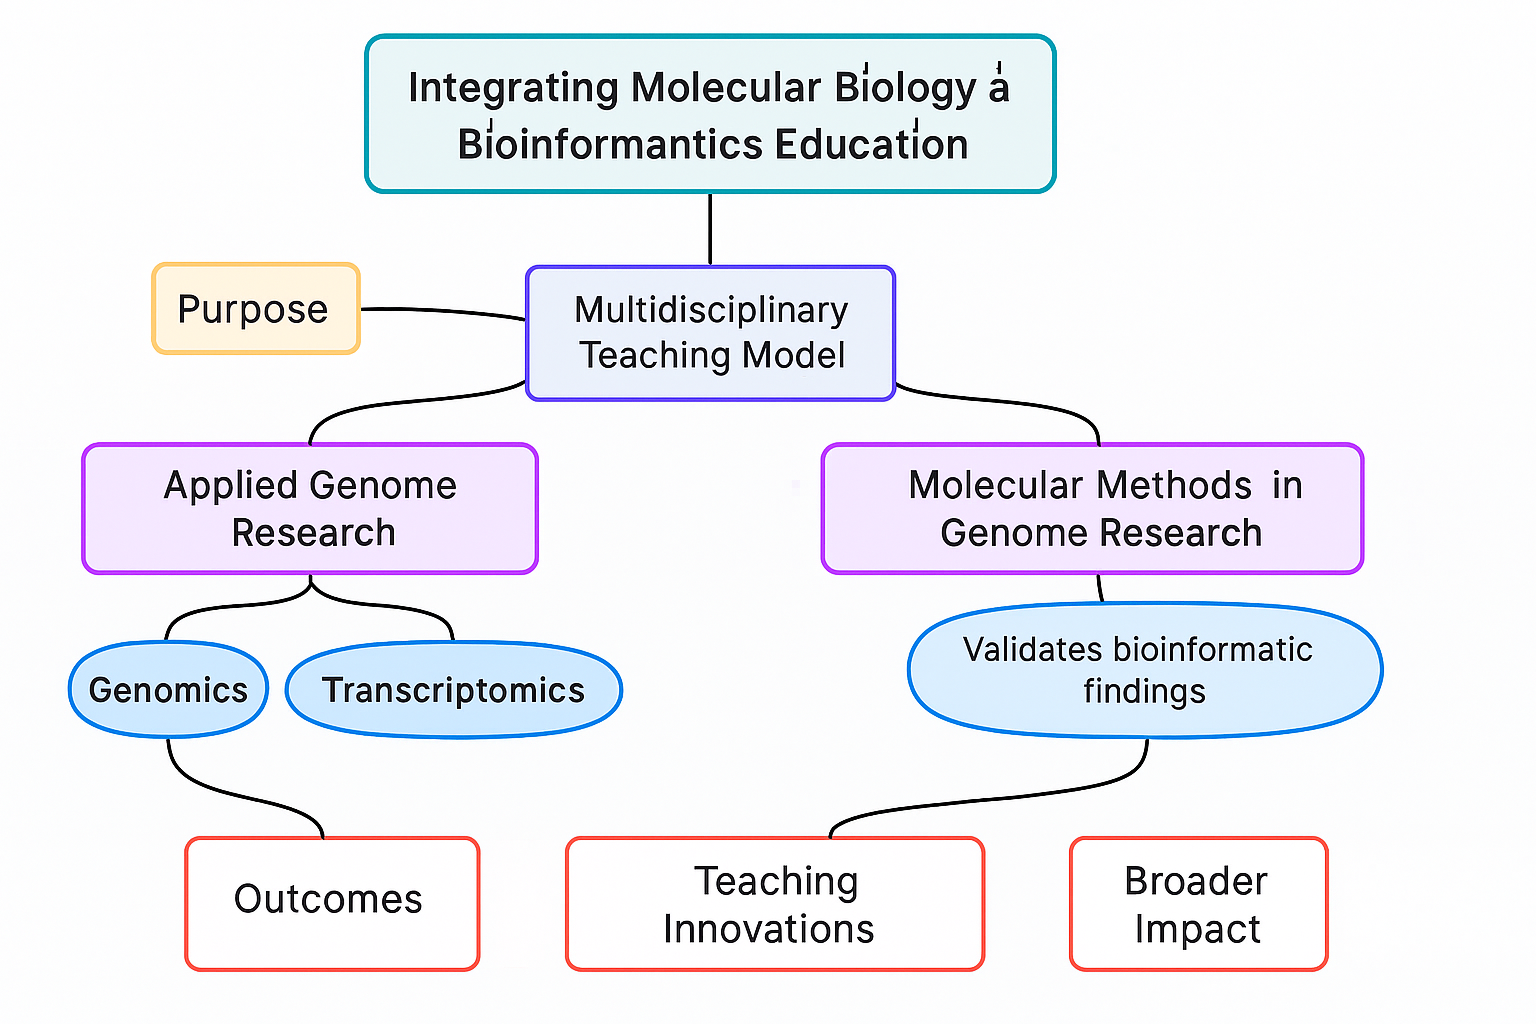 Integrating Molecular Biology á
Bioinformantics Education
Purpose
Multidisciplinary
Teaching Model
Applied Genome
Research
Molecular Methods in
Genome Research
Genomics
Transcriptomics
Validates bioinformatic
findings
Outcomes
Teaching
Innovations
Broader
Impact